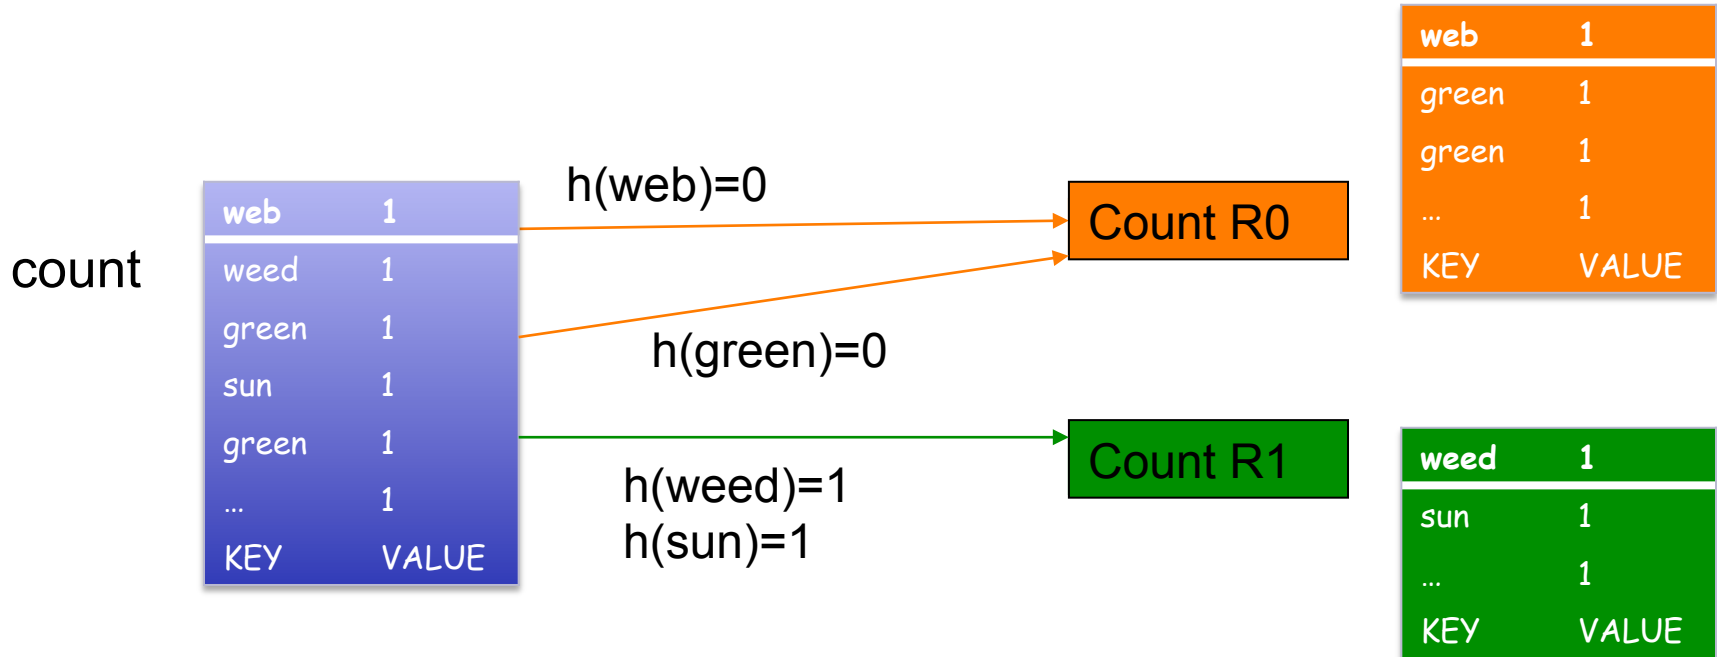 count
web 1
weed 1
green 1
sun 1
green 1
... 1
KEY VALUE
h(web)=0
h(green)=0
h(weed)=1
h(sun)=1
Count R0
Count R1
web 1
green 1
green 1
... 1
KEY VALUE
weed 1
sun 1
... 1
KEY VALUE